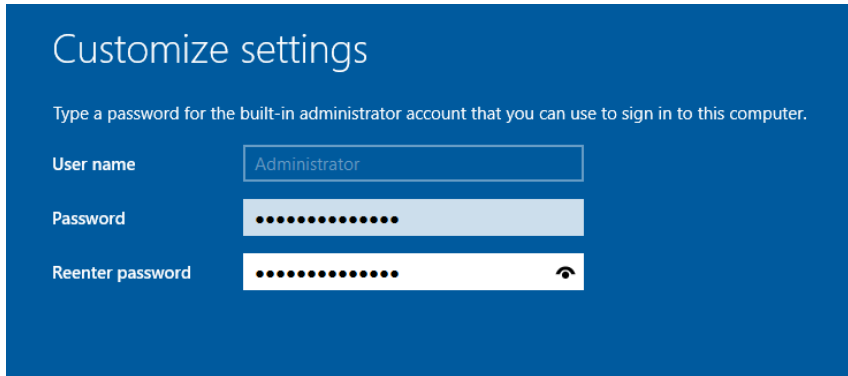 Customize settings
Type a password for the built-in administrator account that you can use to sign in to this computer.
User name Administrator
Password ••••••••••••••
Reenter password ••••••••••••••